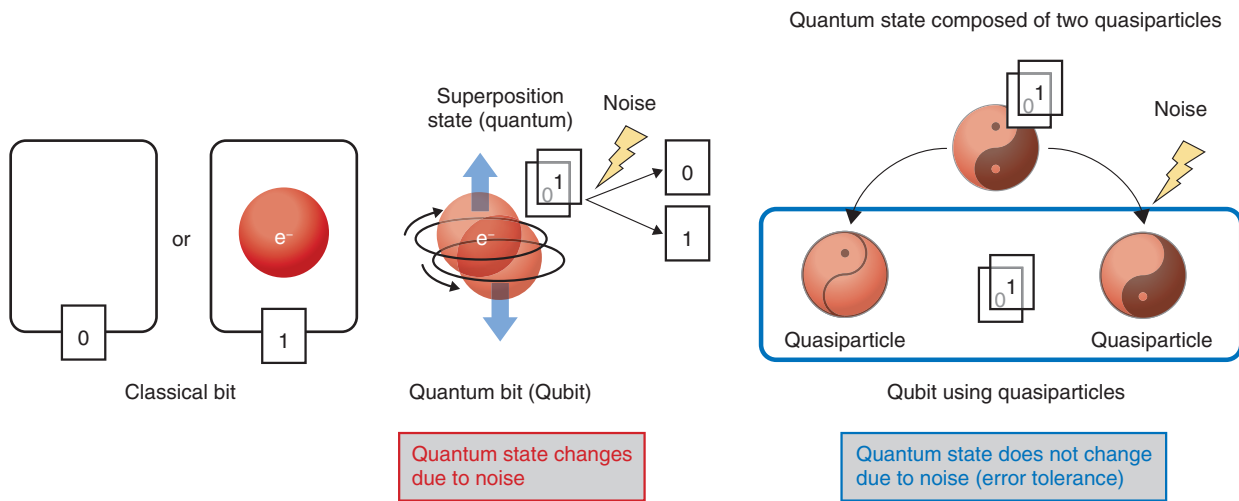 Quantum state composed of two quasiparticles
Superposition
state (quantum)
Noise
0 1
0
1
e⁻
0
or
e⁻
1
0 1
Noise
0 1
Quasiparticle
Quasiparticle
Classical bit
Quantum bit (Qubit)
Qubit using quasiparticles
Quantum state changes
due to noise
Quantum state does not change
due to noise (error tolerance)